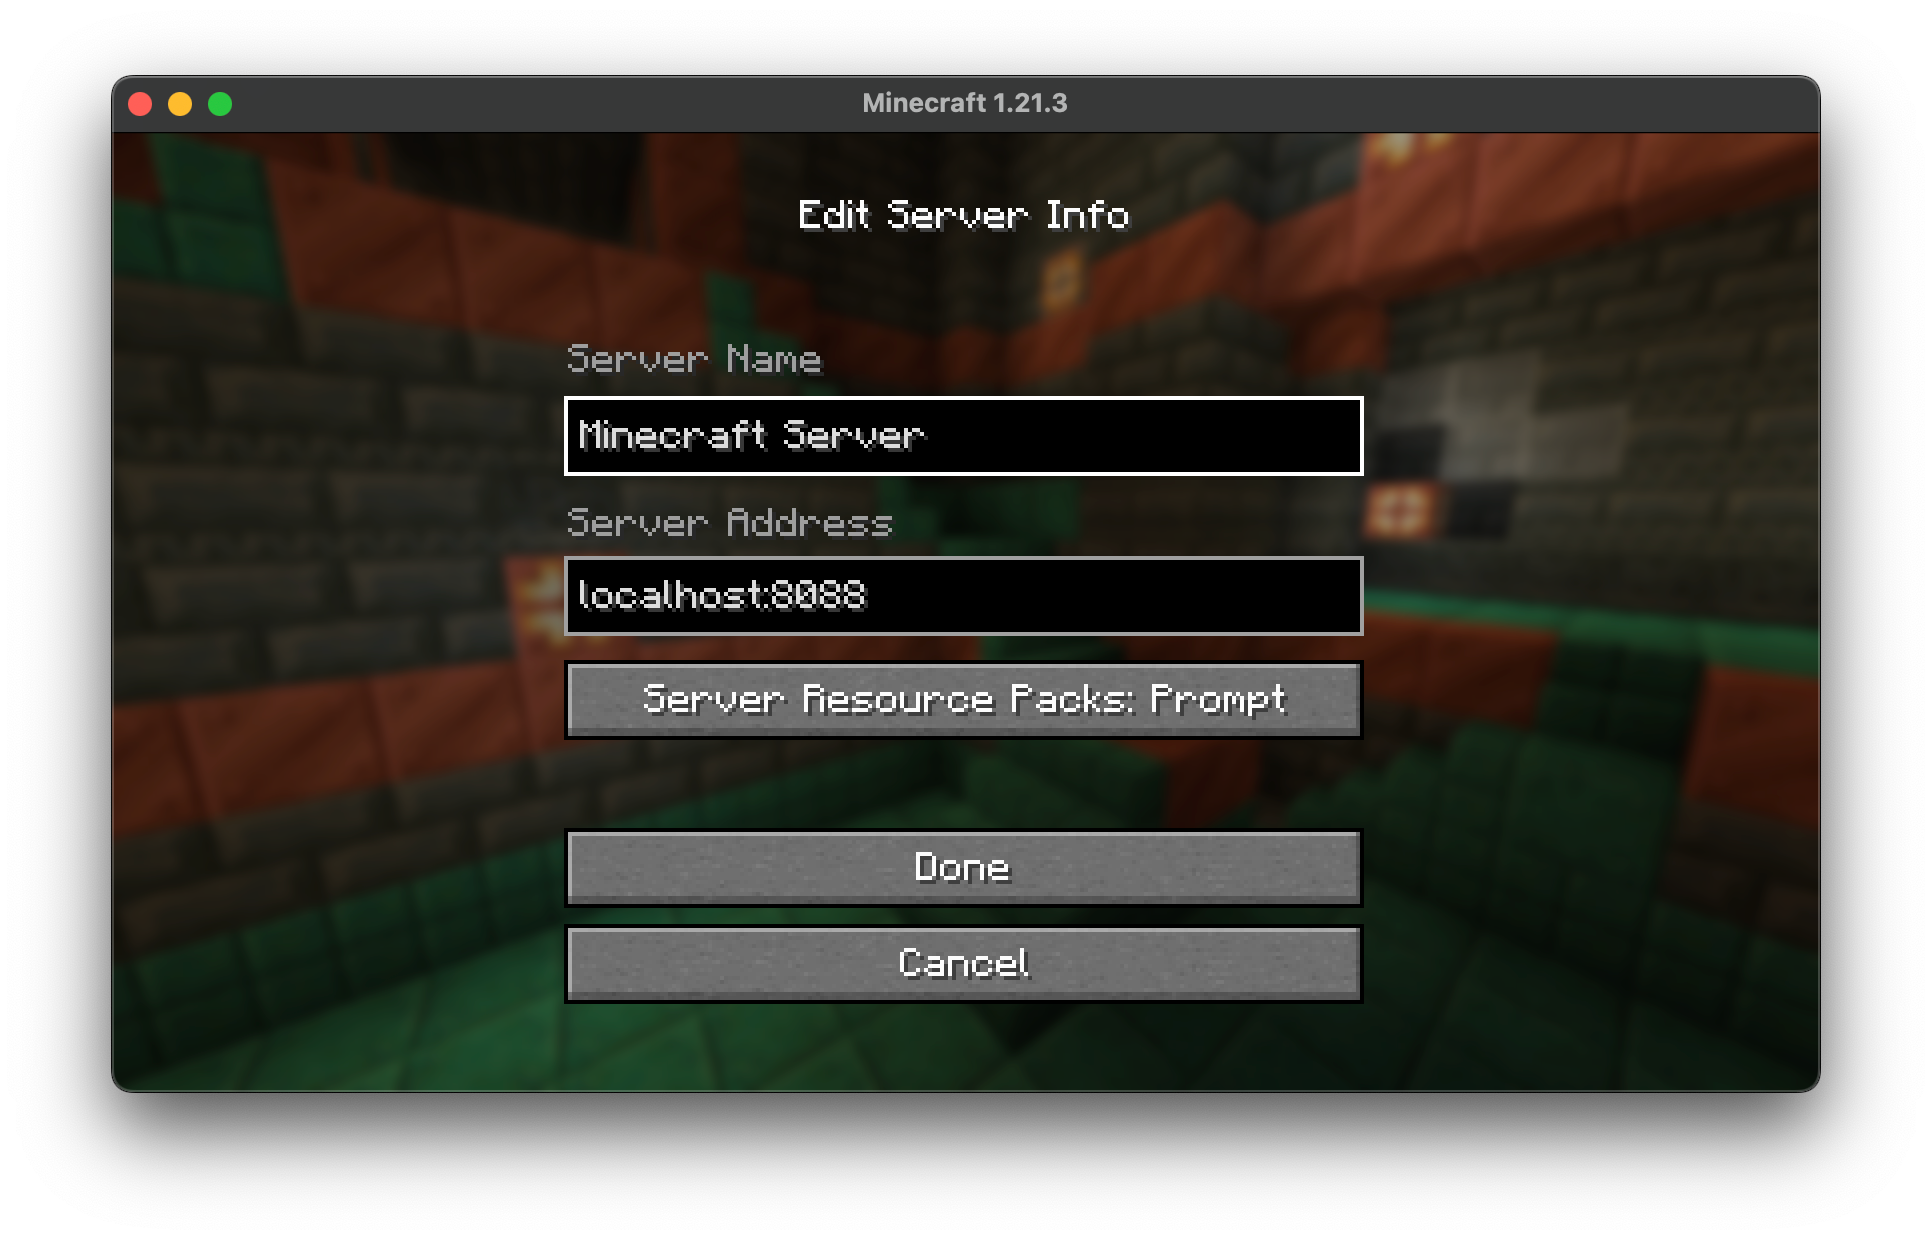 Minecraft 1.21.3
Edit Server Info
Server Name
Minecraft Server
Server Address
localhost:8088
Server Resource Packs: Prompt
Done
Cancel